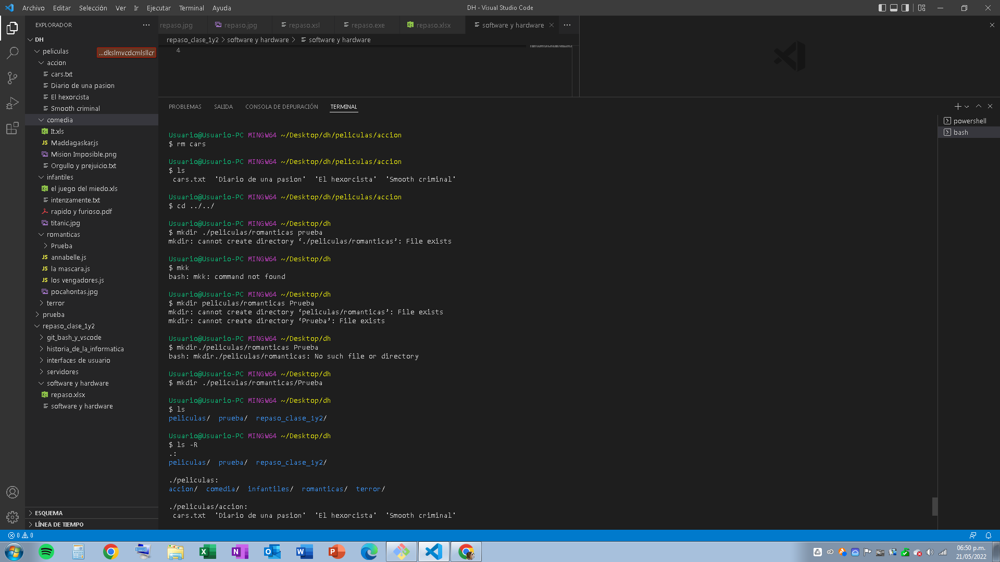 Archivo Editar Selección Ver Ir Ejecutar Terminal Ayuda
DH - Visual Studio Code
EXPLORADOR
repaso.jpg repaso.jpg repaso.xsl repaso.exe repaso.xlsx software y hardware
repaso_clase_1y2 > software y hardware > software y hardware
4
DH
peliculas
...dkslmvcdcmlsllcr
accion
cars.txt
Diario de una pasion
El hexorcista
Smooth criminal
comedia
It.xls
JS Maddagaskar.js
Mision Imposible.png
Orgullo y prejuicio.txt
infantiles
el juego del miedo.xls
intenzamente.txt
rapido y furioso.pdf
titanic.jpg
romanticas
Prueba
JS annabelle.js
JS la mascara.js
JS los vengadores.js
pocahontas.jpg
terror
prueba
repaso_clase_1y2
git_bash_y_vscode
historia_de_la_informatica
interfaces de usuario
servidores
software y hardware
repaso.xlsx
software y hardware
ESQUEMA
LÍNEA DE TIEMPO
PROBLEMAS SALIDA CONSOLA DE DEPURACIÓN TERMINAL
powershell
bash
Usuario@Usuario-PC MINGW64 ~/Desktop/dh/peliculas/accion
$ rm cars
Usuario@Usuario-PC MINGW64 ~/Desktop/dh/peliculas/accion
$ ls
cars.txt 'Diario de una pasion' 'El hexorcista' 'Smooth criminal'
Usuario@Usuario-PC MINGW64 ~/Desktop/dh/peliculas/accion
$ cd ../../
Usuario@Usuario-PC MINGW64 ~/Desktop/dh
$ mkdir ./peliculas/romanticas prueba
mkdir: cannot create directory ‘./peliculas/romanticas’: File exists
Usuario@Usuario-PC MINGW64 ~/Desktop/dh
$ mkk
bash: mkk: command not found
Usuario@Usuario-PC MINGW64 ~/Desktop/dh
$ mkdir peliculas/romanticas Prueba
mkdir: cannot create directory ‘peliculas/romanticas’: File exists
mkdir: cannot create directory ‘Prueba’: File exists
Usuario@Usuario-PC MINGW64 ~/Desktop/dh
$ mkdir./peliculas/romanticas Prueba
bash: mkdir./peliculas/romanticas: No such file or directory
Usuario@Usuario-PC MINGW64 ~/Desktop/dh
$ mkdir ./peliculas/romanticas/Prueba
Usuario@Usuario-PC MINGW64 ~/Desktop/dh
$ ls
peliculas/ prueba/ repaso_clase_1y2/
Usuario@Usuario-PC MINGW64 ~/Desktop/dh
$ ls -R
.:
peliculas/ prueba/ repaso_clase_1y2/
./peliculas:
accion/ comedia/ infantiles/ romanticas/ terror/
./peliculas/accion:
cars.txt 'Diario de una pasion' 'El hexorcista' 'Smooth criminal'
0 0
06:50 p.m.
21/05/2022